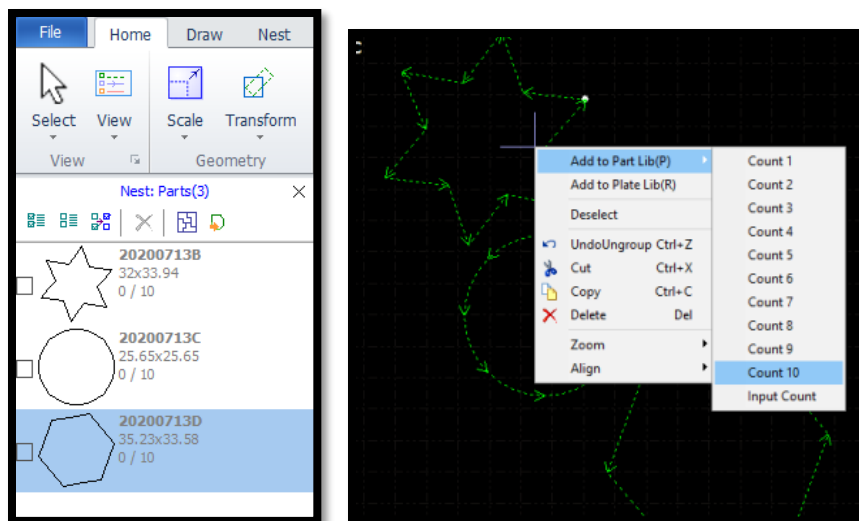 File Home Draw Nest
Select View Scale Transform
View Geometry
Nest: Parts(3)
20200713B
32x33.94
0 / 10
20200713C
25.65x25.65
0 / 10
20200713D
35.23x33.58
0 / 10
Add to Part Lib(P)
Add to Plate Lib(R)
Deselect
UndoUngroup Ctrl+Z
Cut Ctrl+X
Copy Ctrl+C
Delete Del
Zoom
Align
Count 1
Count 2
Count 3
Count 4
Count 5
Count 6
Count 7
Count 8
Count 9
Count 10
Input Count